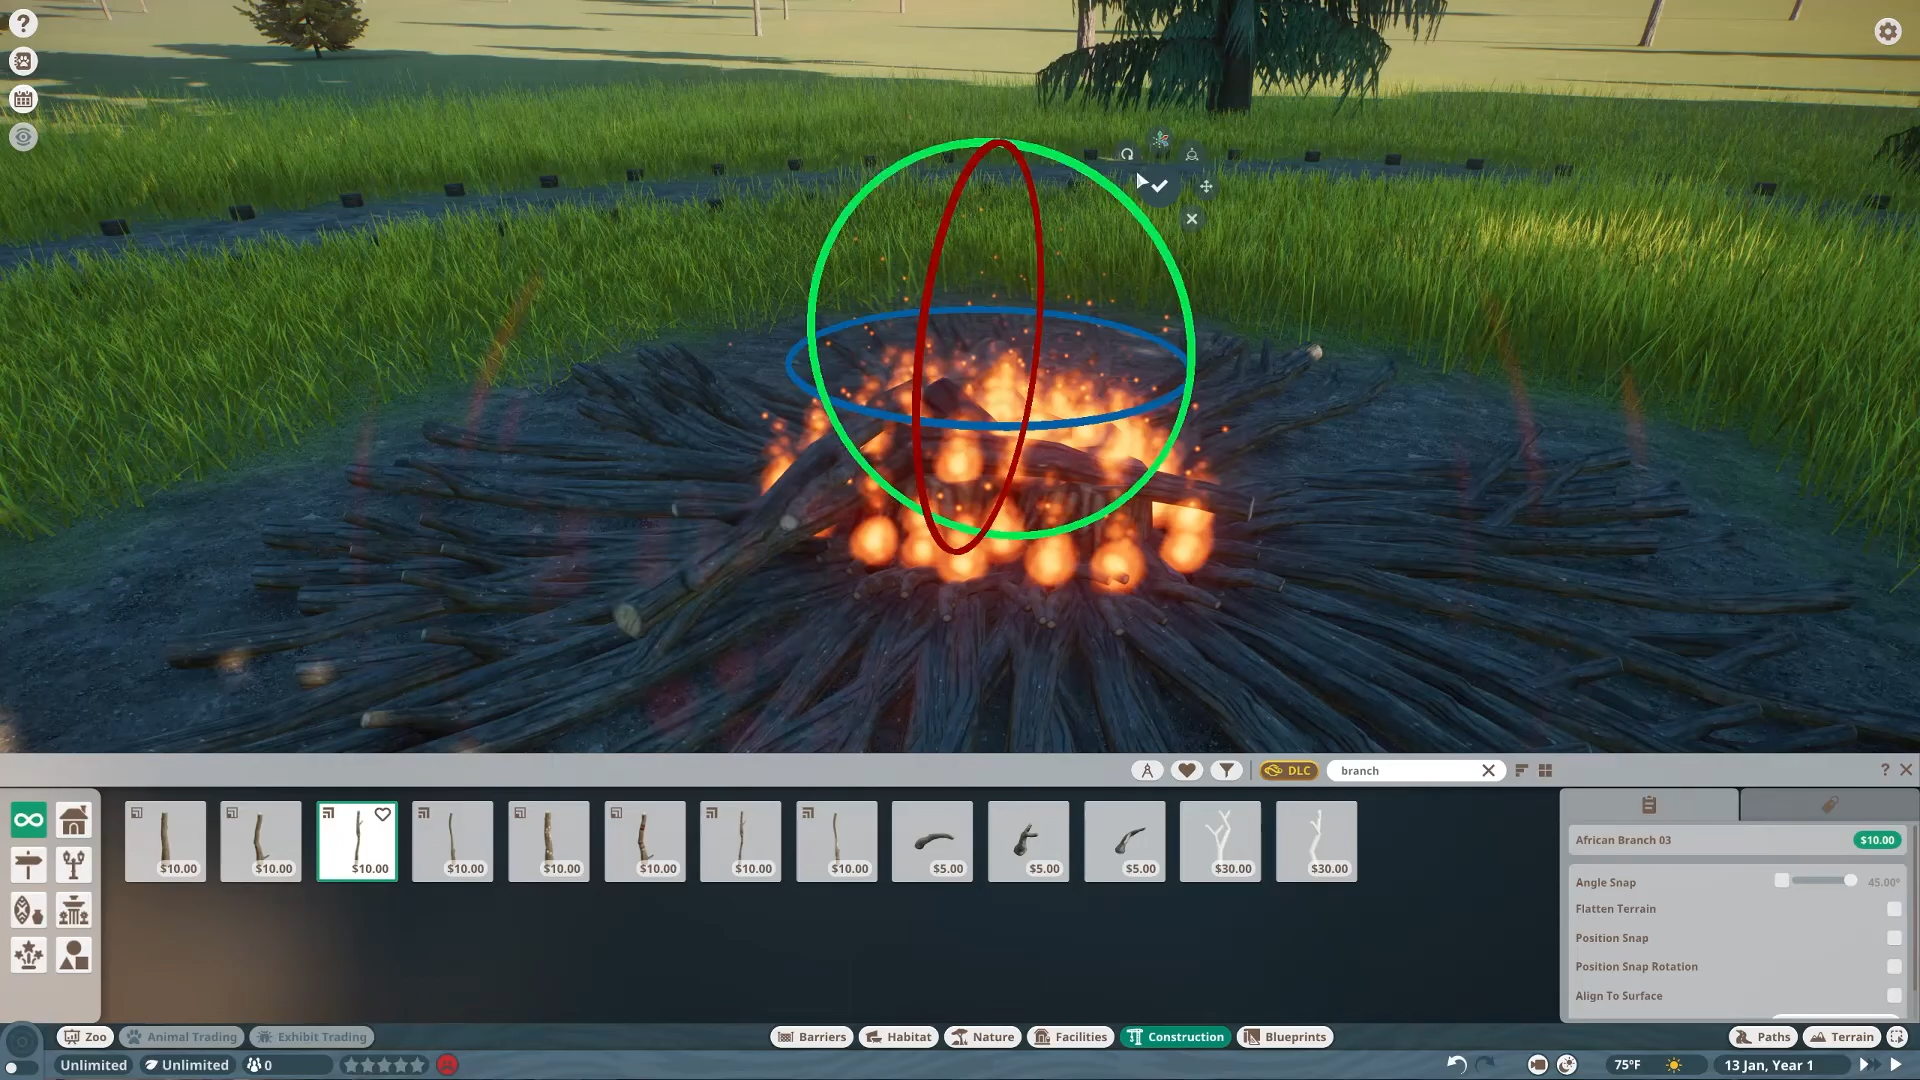 DLC
branch
$10.00
$10.00
$10.00
$10.00
$10.00
$10.00
$10.00
$10.00
$5.00
$5.00
$5.00
$30.00
$30.00
African Branch 03
$10.00
Angle Snap
45.00°
Flatten Terrain
Position Snap
Position Snap Rotation
Align To Surface
Zoo
Animal Trading
Exhibit Trading
Barriers
Habitat
Nature
Facilities
Construction
Blueprints
Paths
Terrain
Unlimited
Unlimited
0
75°F
13 Jan, Year 1